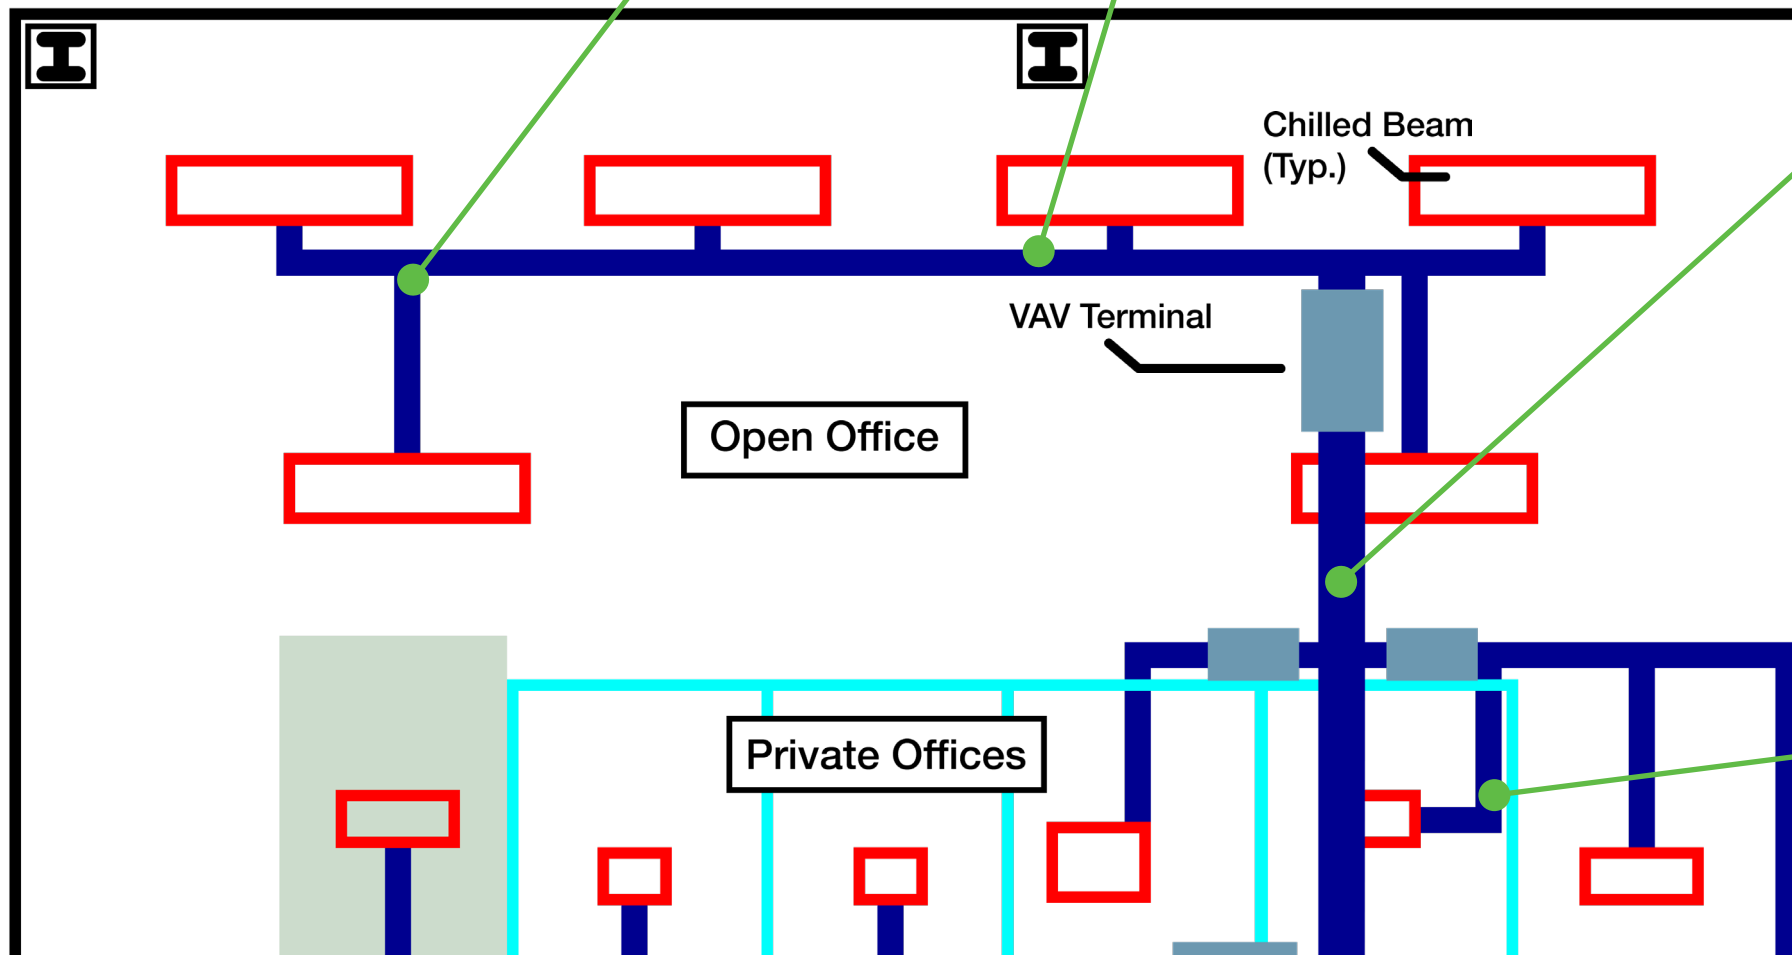 Chilled Beam
(Typ.)
VAV Terminal
Open Office
Private Offices